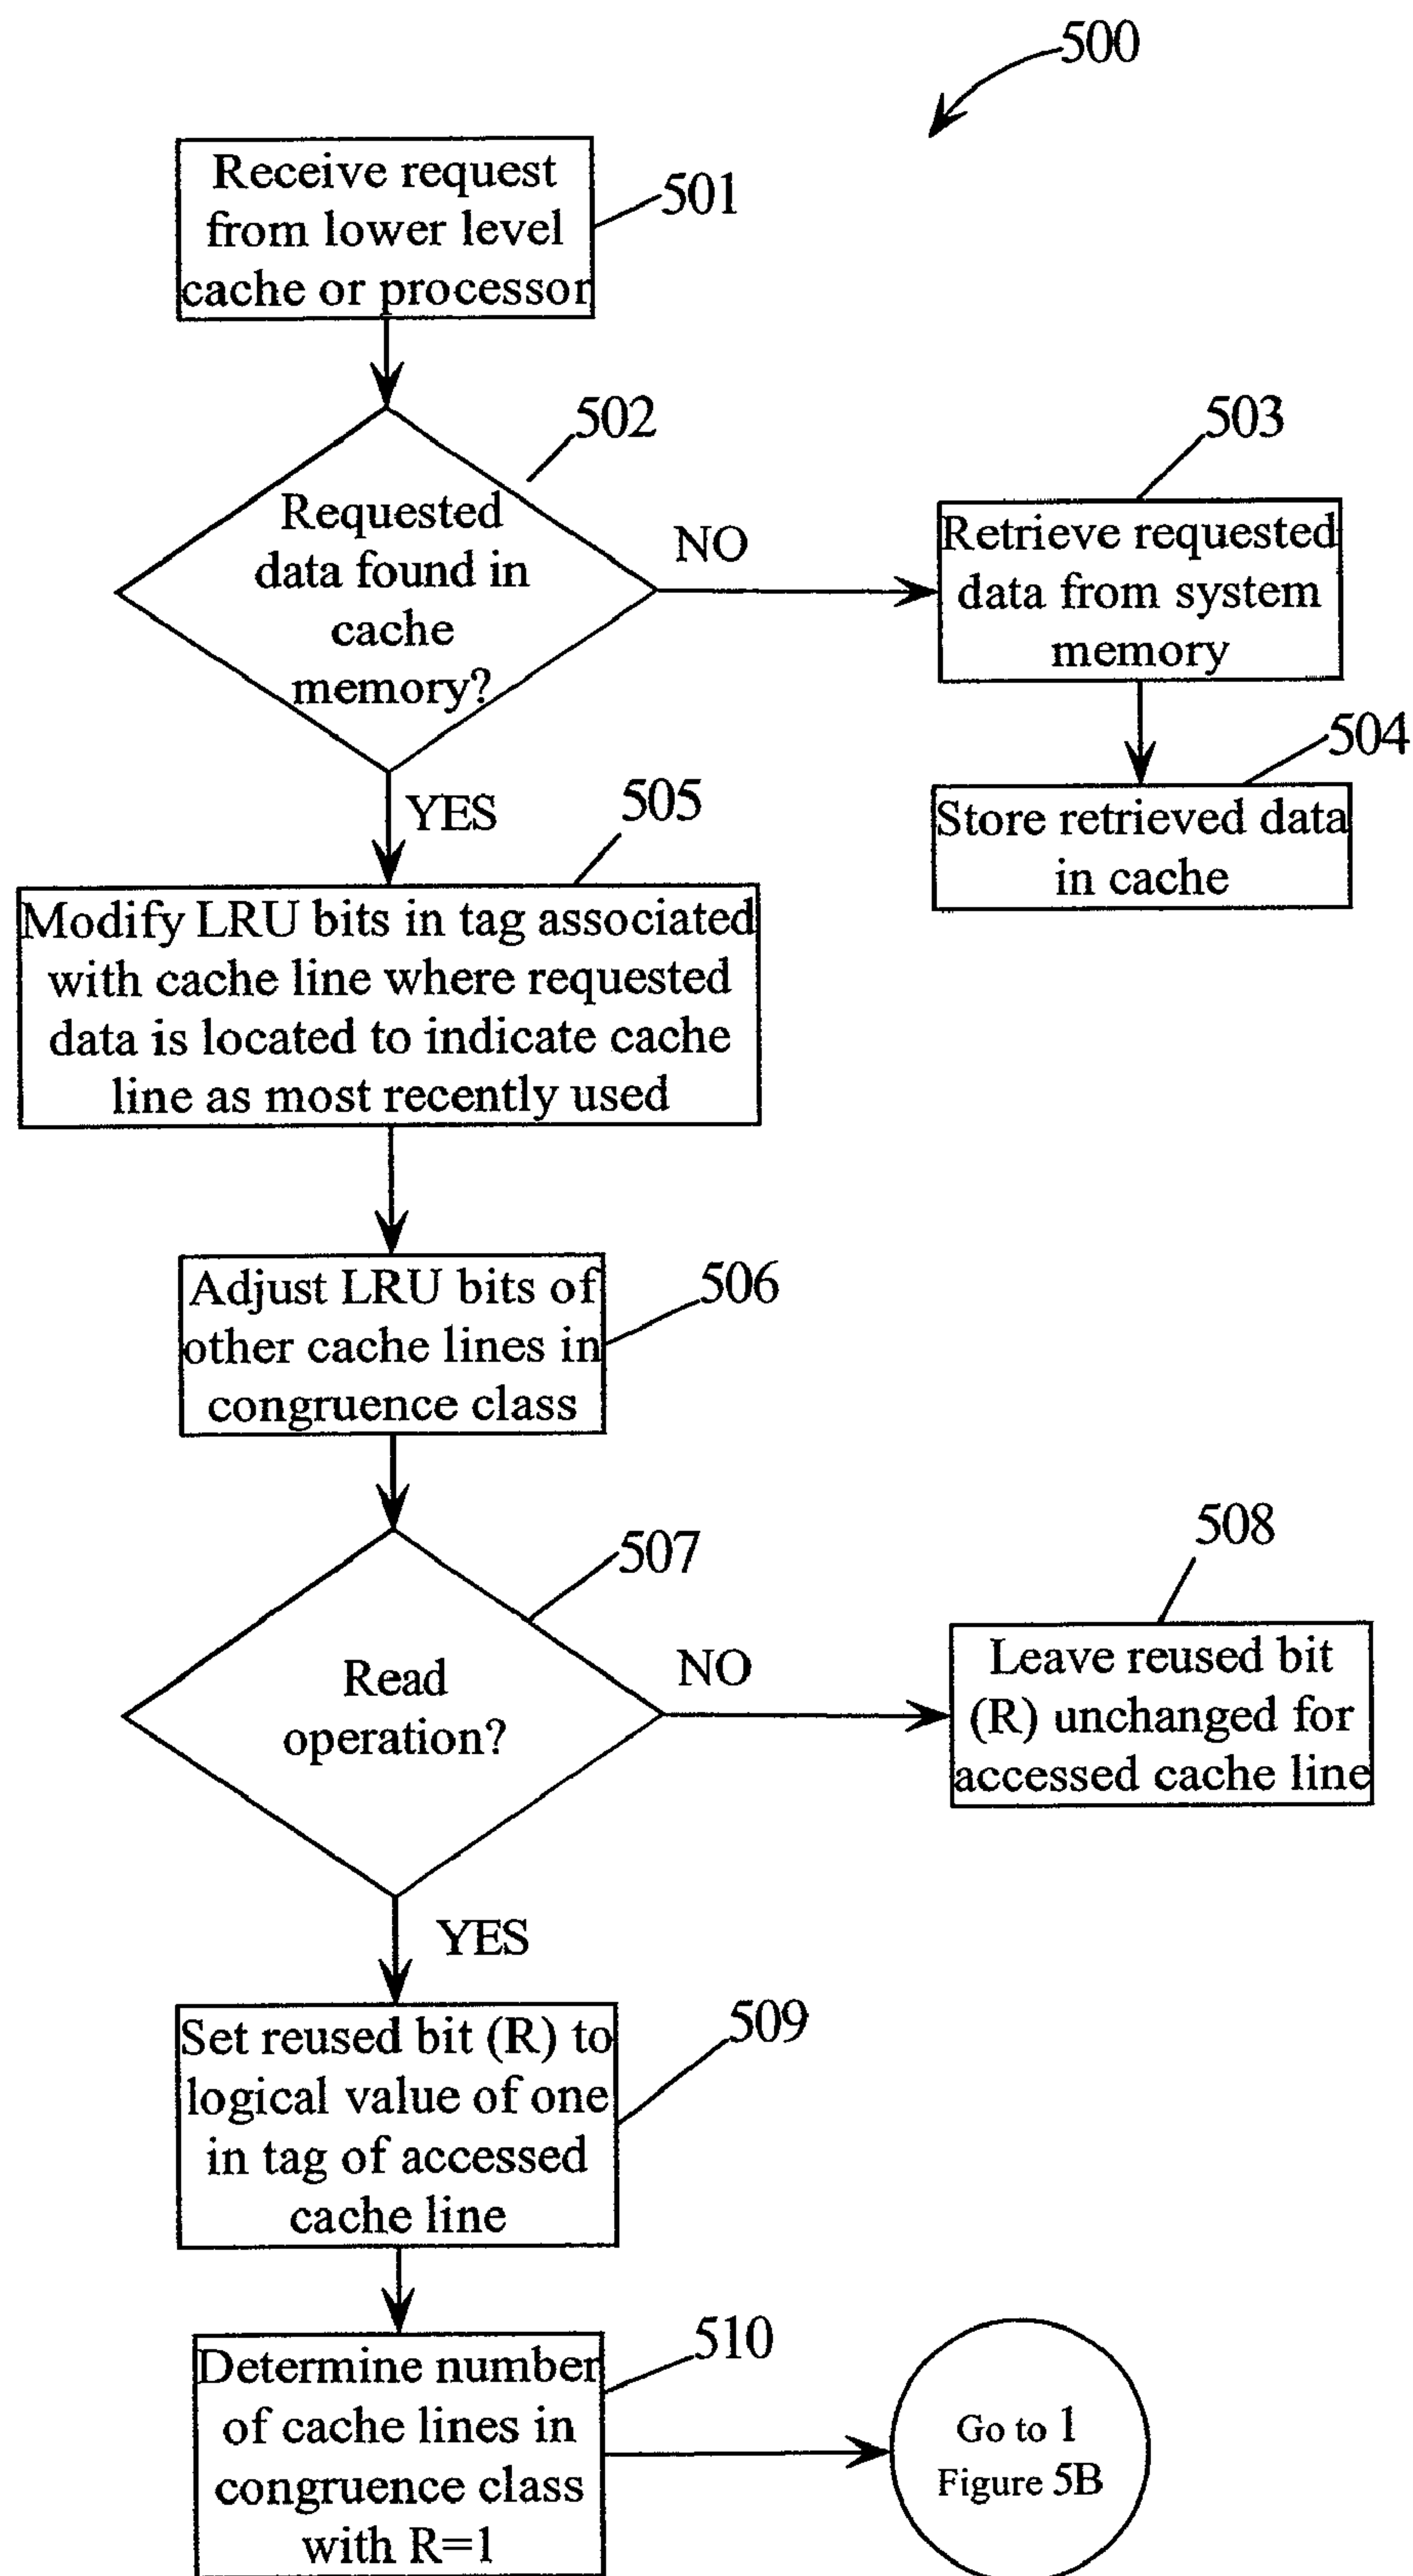 500
Receive request
from lower level
cache or processor
501
502
Requested
data found in
cache
memory?
NO
503
Retrieve requested
data from system
memory
504
Store retrieved data
in cache
YES
505
Modify LRU bits in tag associated
with cache line where requested
data is located to indicate cache
line as most recently used
Adjust LRU bits of
other cache lines in
congruence class
506
507
Read
operation?
NO
508
Leave reused bit
(R) unchanged for
accessed cache line
YES
Set reused bit (R) to
logical value of one
in tag of accessed
cache line
509
Determine number
of cache lines in
congruence class
with R=1
510
Go to 1
Figure 5B